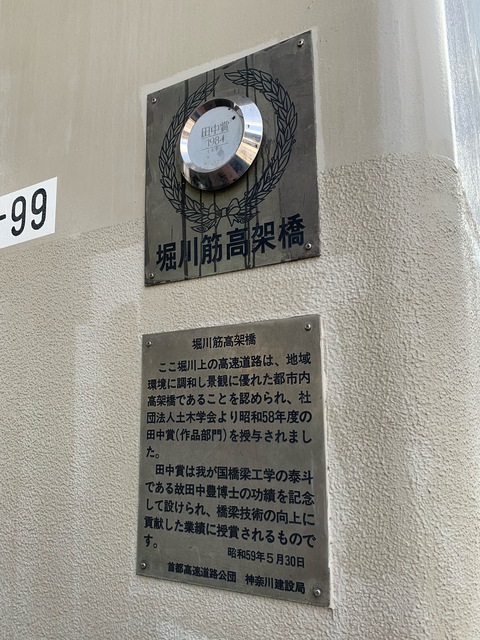 田中賞
1984
土木学会
堀川筋高架橋
-99
堀川筋高架橋
ここ堀川上の高速道路は、地域
環境に調和し景観に優れた都市内
高架橋であることを認められ、社
団法人土木学会より昭和58年度の
田中賞(作品部門)を授与されまし
た。
田中賞は我が国橋梁工学の泰斗
である故田中豊博士の功績を記念
して設けられ、橋梁技術の向上に
貢献した業績に授賞されるもので
す。
昭和59年5月30日
首都高速道路公団 神奈川建設局